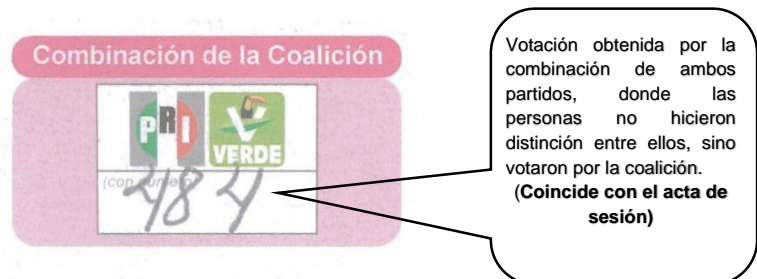 Combinación de la Coalición
PRI
VERDE
(con número)
484
Votación obtenida por la
combinación de ambos
partidos, donde las
personas no hicieron
distinción entre ellos, sino
votaron por la coalición.
(Coincide con el acta de
sesión)